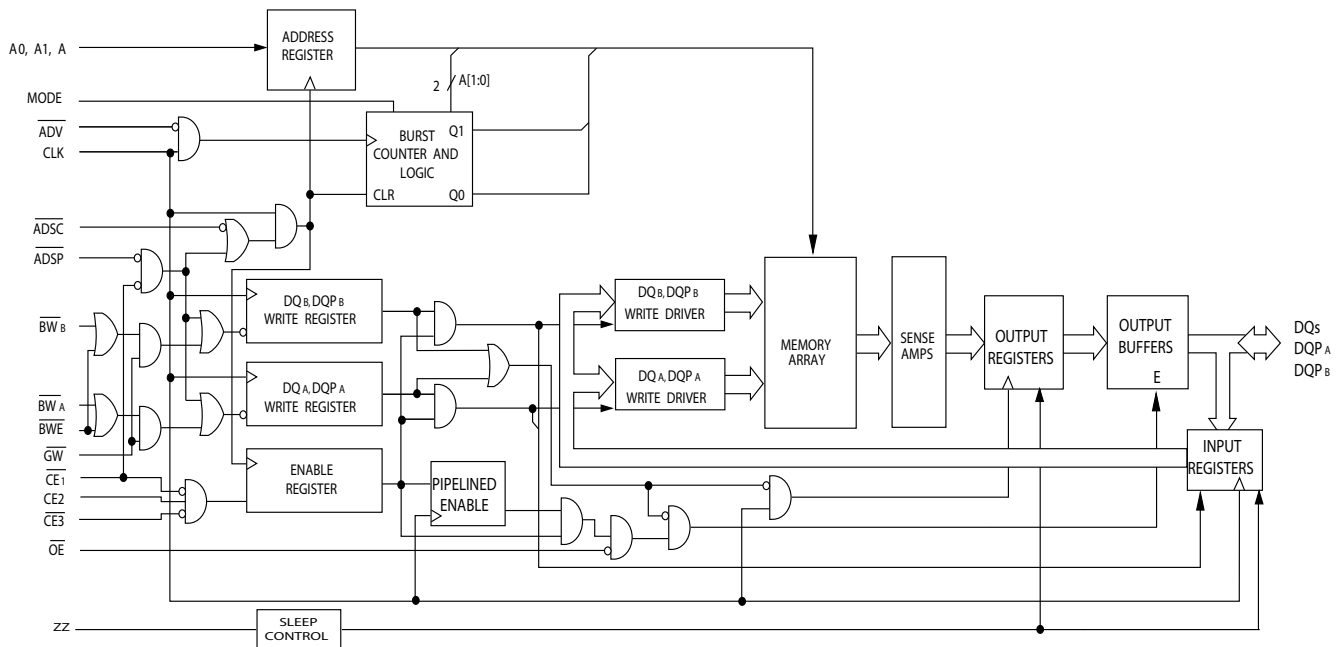 A0, A1, A
ADDRESS
REGISTER
2
A[1:0]
MODE
ADV
CLK
BURST
COUNTER AND
LOGIC
CLR
Q1
Q0
ADSC
ADSP
DQB, DQPB
WRITE REGISTER
DQB, DQPB
WRITE DRIVER
MEMORY
ARRAY
SENSE
AMPS
OUTPUT
REGISTERS
OUTPUT
BUFFERS
E
DQs
DQPA
DQPB
BWB
DQA, DQPA
WRITE REGISTER
DQA, DQPA
WRITE DRIVER
BWA
BWE
GW
CE1
CE2
CE3
ENABLE
REGISTER
PIPELINED
ENABLE
INPUT
REGISTERS
OE
ZZ
SLEEP
CONTROL